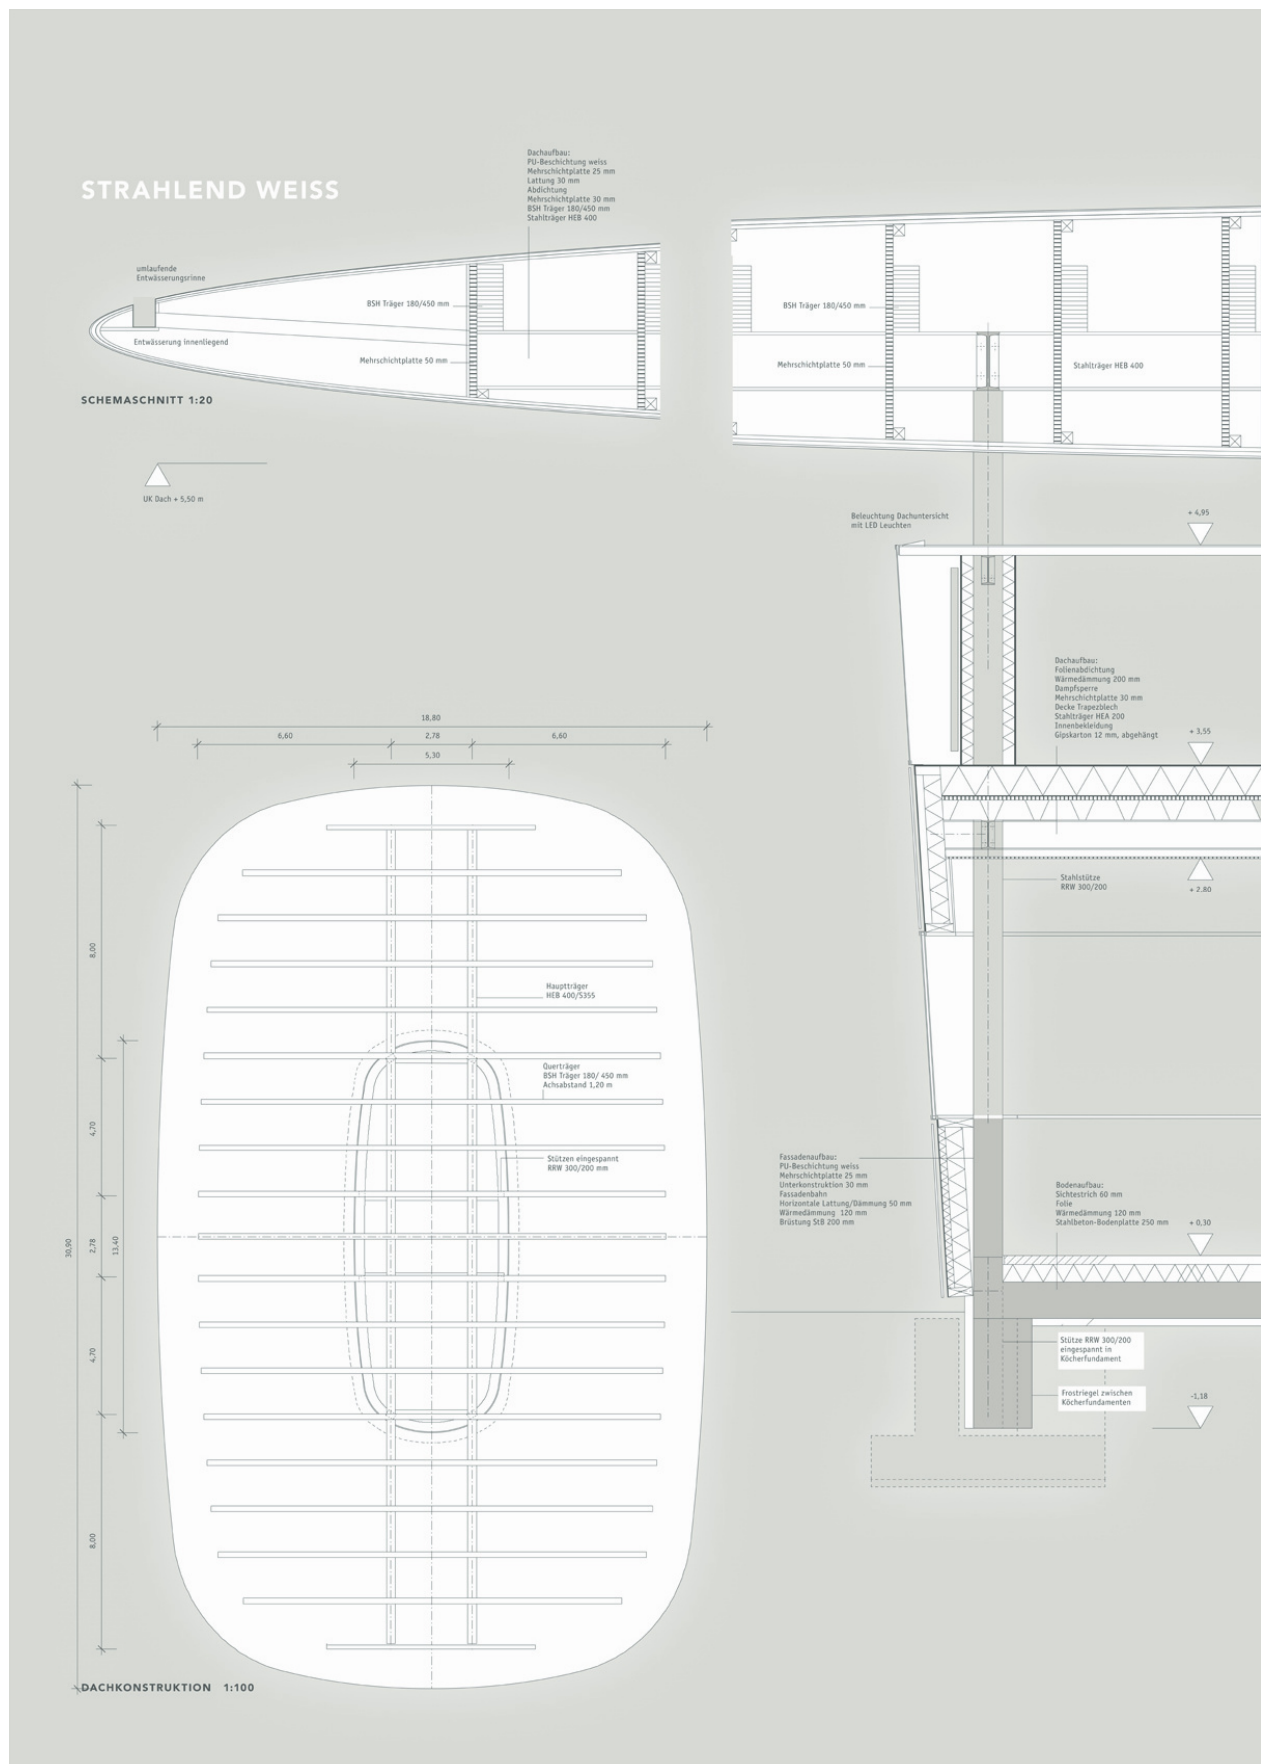 STRAHLEND WEISS
Dachaufbau:
PU-Beschichtung weiss
Mehrschichtplatte 25 mm
Lattung 30 mm
Abdichtung
Mehrschichtplatte 30 mm
BSH Träger 180/450 mm
Stahlträger HEB 400
umlaufende
Entwässerungsrinne
BSH Träger 180/450 mm
Entwässerung innenliegend
Mehrschichtplatte 50 mm
SCHEMASCHNITT 1:20
UK Dach + 5,50 m
BSH Träger 180/450 mm
Mehrschichtplatte 50 mm
Stahlträger HEB 400
Beleuchtung Dachuntersicht
mit LED Leuchten
+ 4,95
Dachaufbau:
Folienabdichtung
Wärmedämmung 200 mm
Dampfsperre
Mehrschichtplatte 30 mm
Decke Trapezblech
Stahlträger HEA 200
Innenbekleidung
Gipskarton 12 mm, abgehängt
+ 3,55
+ 2,80
Stahlstütze
RRW 300/200
Fassadenaufbau:
PU-Beschichtung weiss
Mehrschichtplatte 25 mm
Unterkonstruktion 30 mm
Fassadenbahn
Horizontale Lattung/Dämmung 50 mm
Wärmedämmung 120 mm
Brüstung StB 200 mm
Bodenaufbau:
Sichtestrich 60 mm
Folie
Wärmedämmung 120 mm
Stahlbeton-Bodenplatte 250 mm
+ 0,30
Stütze RRW 300/200
eingespannt in
Köcherfundament
Frostriegel zwischen
Köcherfundamenten
-1,18
18,80
6,60
2,78
6,60
5,30
8,00
4,70
2,78
4,70
8,00
30,90
13,40
Hauptträger
HEB 400/S355
Querträger
BSH Träger 180/ 450 mm
Achsabstand 1,20 m
Stützen eingespannt
RRW 300/200 mm
DACHKONSTRUKTION 1:100